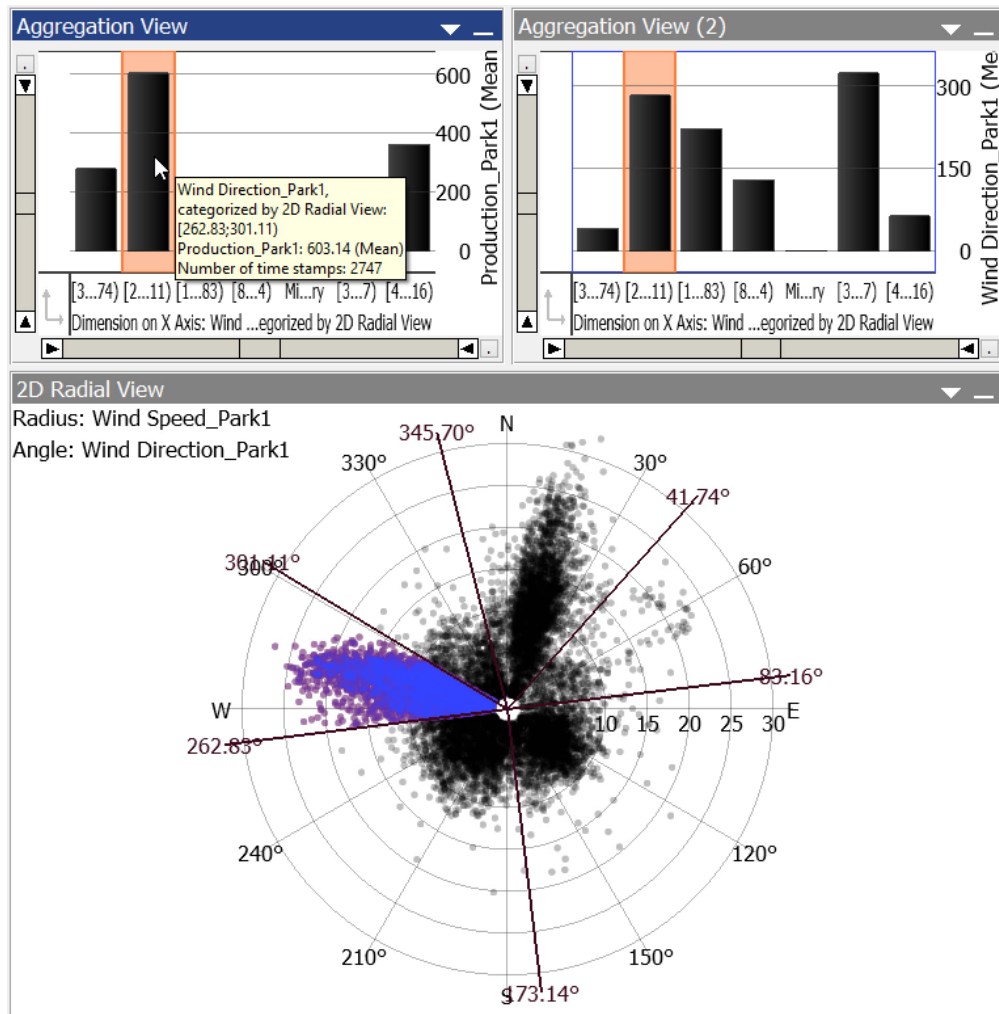 Aggregation View
600
400
200
0
Production_Park1 (Mean
Wind Direction_Park1,
categorized by 2D Radial View:
[262.83;301.11)
Production_Park1: 603.14 (Mean)
Number of time stamps: 2747
[3...74) [2...11) [1...83) [8...4) Mi...ry [3...7) [4...16)
Dimension on X Axis: Wind ...egorized by 2D Radial View
Aggregation View (2)
300
150
0
Wind Direction_Park1 (Me
[3...74) [2...11) [1...83) [8...4) Mi...ry [3...7) [4...16)
Dimension on X Axis: Wind ...egorized by 2D Radial View
2D Radial View
Radius: Wind Speed_Park1
Angle: Wind Direction_Park1
N
345.70°
330°
30°
41.74°
301.11°
300°
60°
83.16°
W
10 15 20 25 30 E
262.83°
240°
120°
210°
150°
S
173.14°